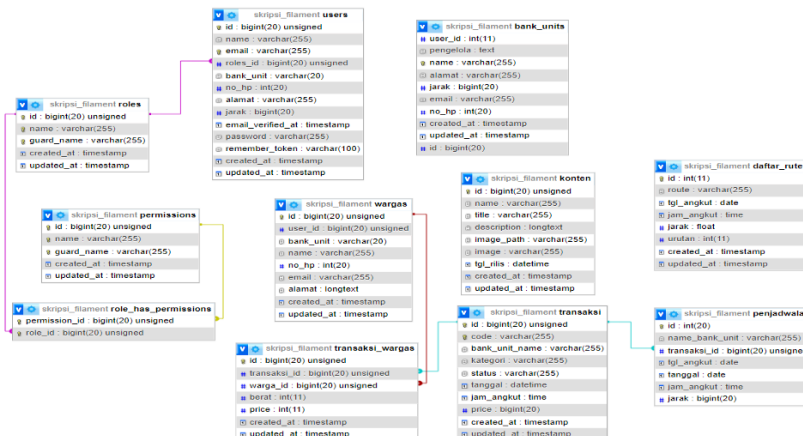 skripsi_filament users
id : bigint(20) unsigned
name : varchar(255)
email : varchar(255)
roles_id : bigint(20) unsigned
bank_unit : varchar(20)
no_hp : int(20)
alamat : varchar(255)
jarak : bigint(20)
email_verified_at : timestamp
password : varchar(255)
remember_token : varchar(100)
created_at : timestamp
updated_at : timestamp
skripsi_filament bank_units
user_id : int(11)
pengelola : text
name : varchar(255)
alamat : varchar(255)
jarak : bigint(20)
email : varchar(255)
no_hp : int(20)
created_at : timestamp
updated_at : timestamp
id : bigint(20)
skripsi_filament roles
id : bigint(20) unsigned
name : varchar(255)
guard_name : varchar(255)
created_at : timestamp
updated_at : timestamp
skripsi_filament daftar_rute
id : int(11)
route : varchar(255)
tgl_angkut : date
jam_angkut : time
jarak : float
urutan : int(11)
created_at : timestamp
updated_at : timestamp
skripsi_filament konten
id : bigint(20) unsigned
name : varchar(255)
title : varchar(255)
description : longtext
image_path : varchar(255)
image : varchar(255)
tgl_rilis : datetime
created_at : timestamp
updated_at : timestamp
skripsi_filament wargas
id : bigint(20) unsigned
user_id : bigint(20) unsigned
bank_unit : varchar(20)
name : varchar(255)
no_hp : int(20)
email : varchar(255)
alamat : longtext
created_at : timestamp
updated_at : timestamp
skripsi_filament permissions
id : bigint(20) unsigned
name : varchar(255)
guard_name : varchar(255)
created_at : timestamp
updated_at : timestamp
skripsi_filament role_has_permissions
permission_id : bigint(20) unsigned
role_id : bigint(20) unsigned
skripsi_filament transaksi
id : bigint(20) unsigned
code : varchar(255)
bank_unit_name : varchar(255)
kategori : varchar(255)
status : varchar(255)
tanggal : datetime
jam_angkut : time
price : bigint(20)
created_at : timestamp
updated_at : timestamp
skripsi_filament penjadwala
id : int(20)
name_bank_unit : varchar(255)
transaksi_id : bigint(20) unsigne
tgl_angkut : date
tanggal : date
jam_angkut : time
jarak : bigint(20)
skripsi_filament transaksi_wargas
id : bigint(20) unsigned
transaksi_id : bigint(20) unsigned
warga_id : bigint(20) unsigned
berat : int(11)
price : int(11)
created_at : timestamp
updated_at : timestamp